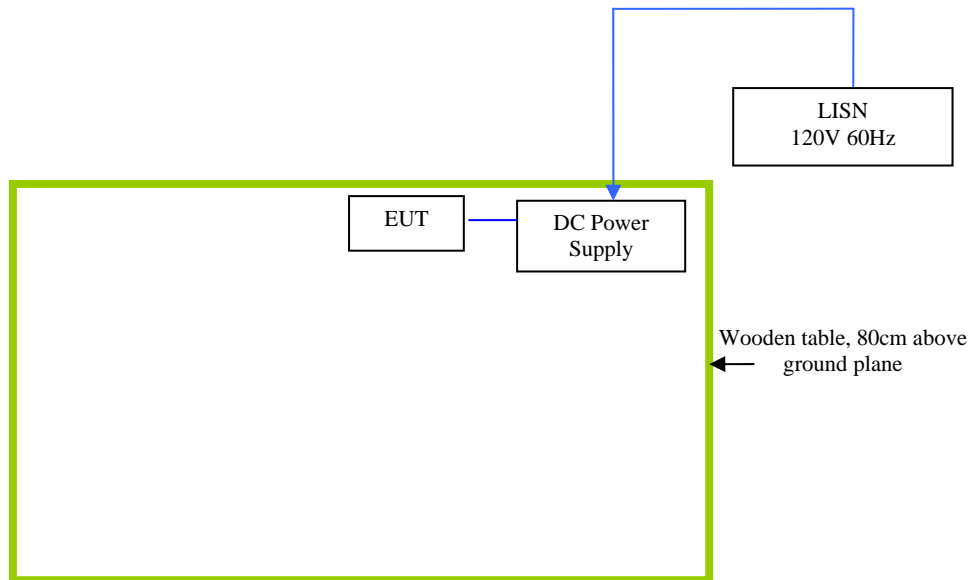 LISN
120V 60Hz
EUT
DC Power
Supply
Wooden table, 80cm above
ground plane